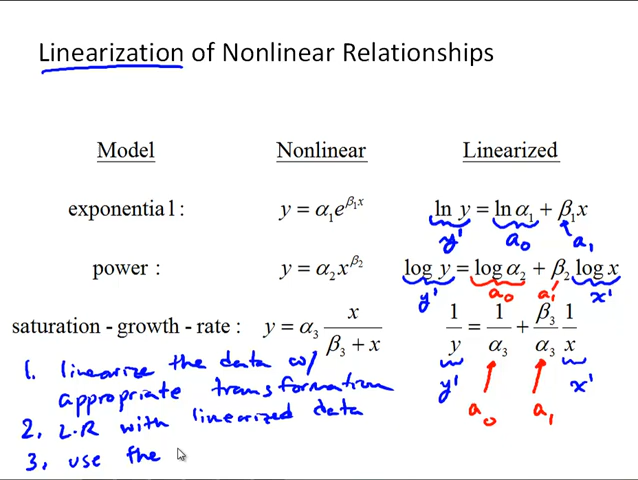 Linearization of Nonlinear Relationships
Model Nonlinear Linearized
exponential: y = α₁e^(β₁x) ln y = ln α₁ + β₁x
y' a₀ a₁
power: y = α₂x^(β₂) log y = log α₂ + β₂ log x
y' a₀ a₁ x'
saturation-growth-rate: y = α₃ x/(β₃ + x) 1/y = 1/α₃ + β₃/α₃ 1/x
y' a₀ a₁ x'
1. linearize the data w/
appropriate transformation
2. L.R with linearized data
3. use the